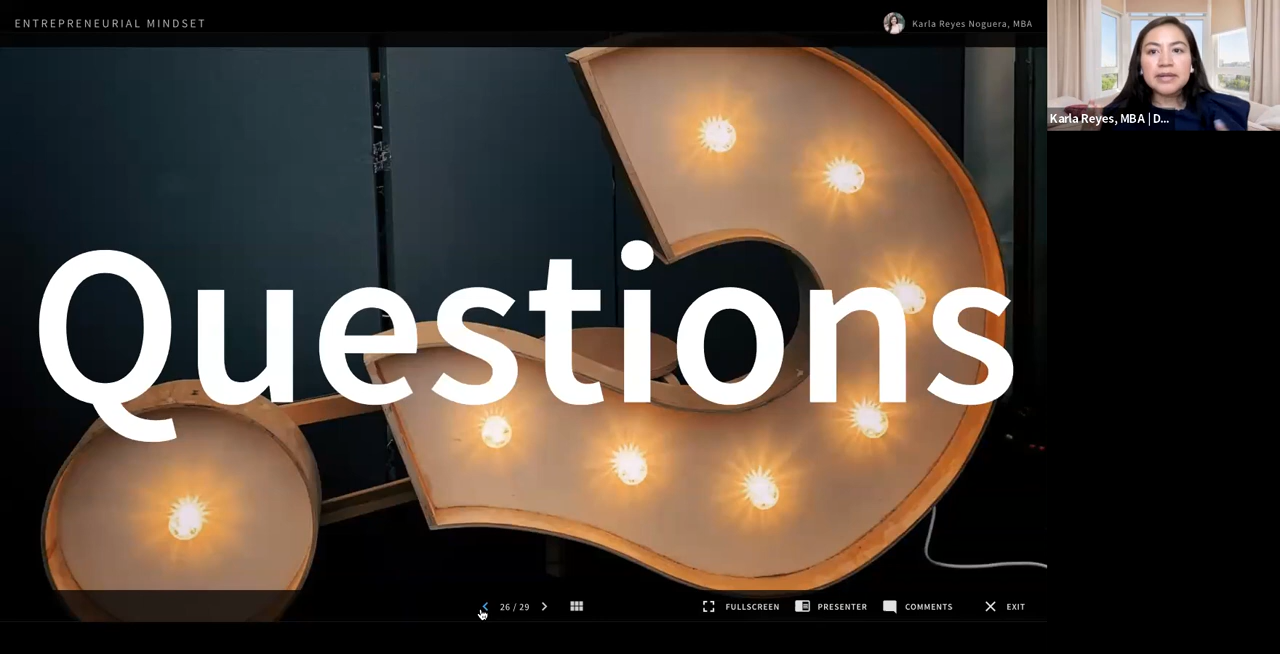 ENTREPRENEURIAL MINDSET
Karla Reyes Noguera, MBA
Karla Reyes, MBA | D...
Questions
26 / 29
FULLSCREEN
PRESENTER
COMMENTS
EXIT